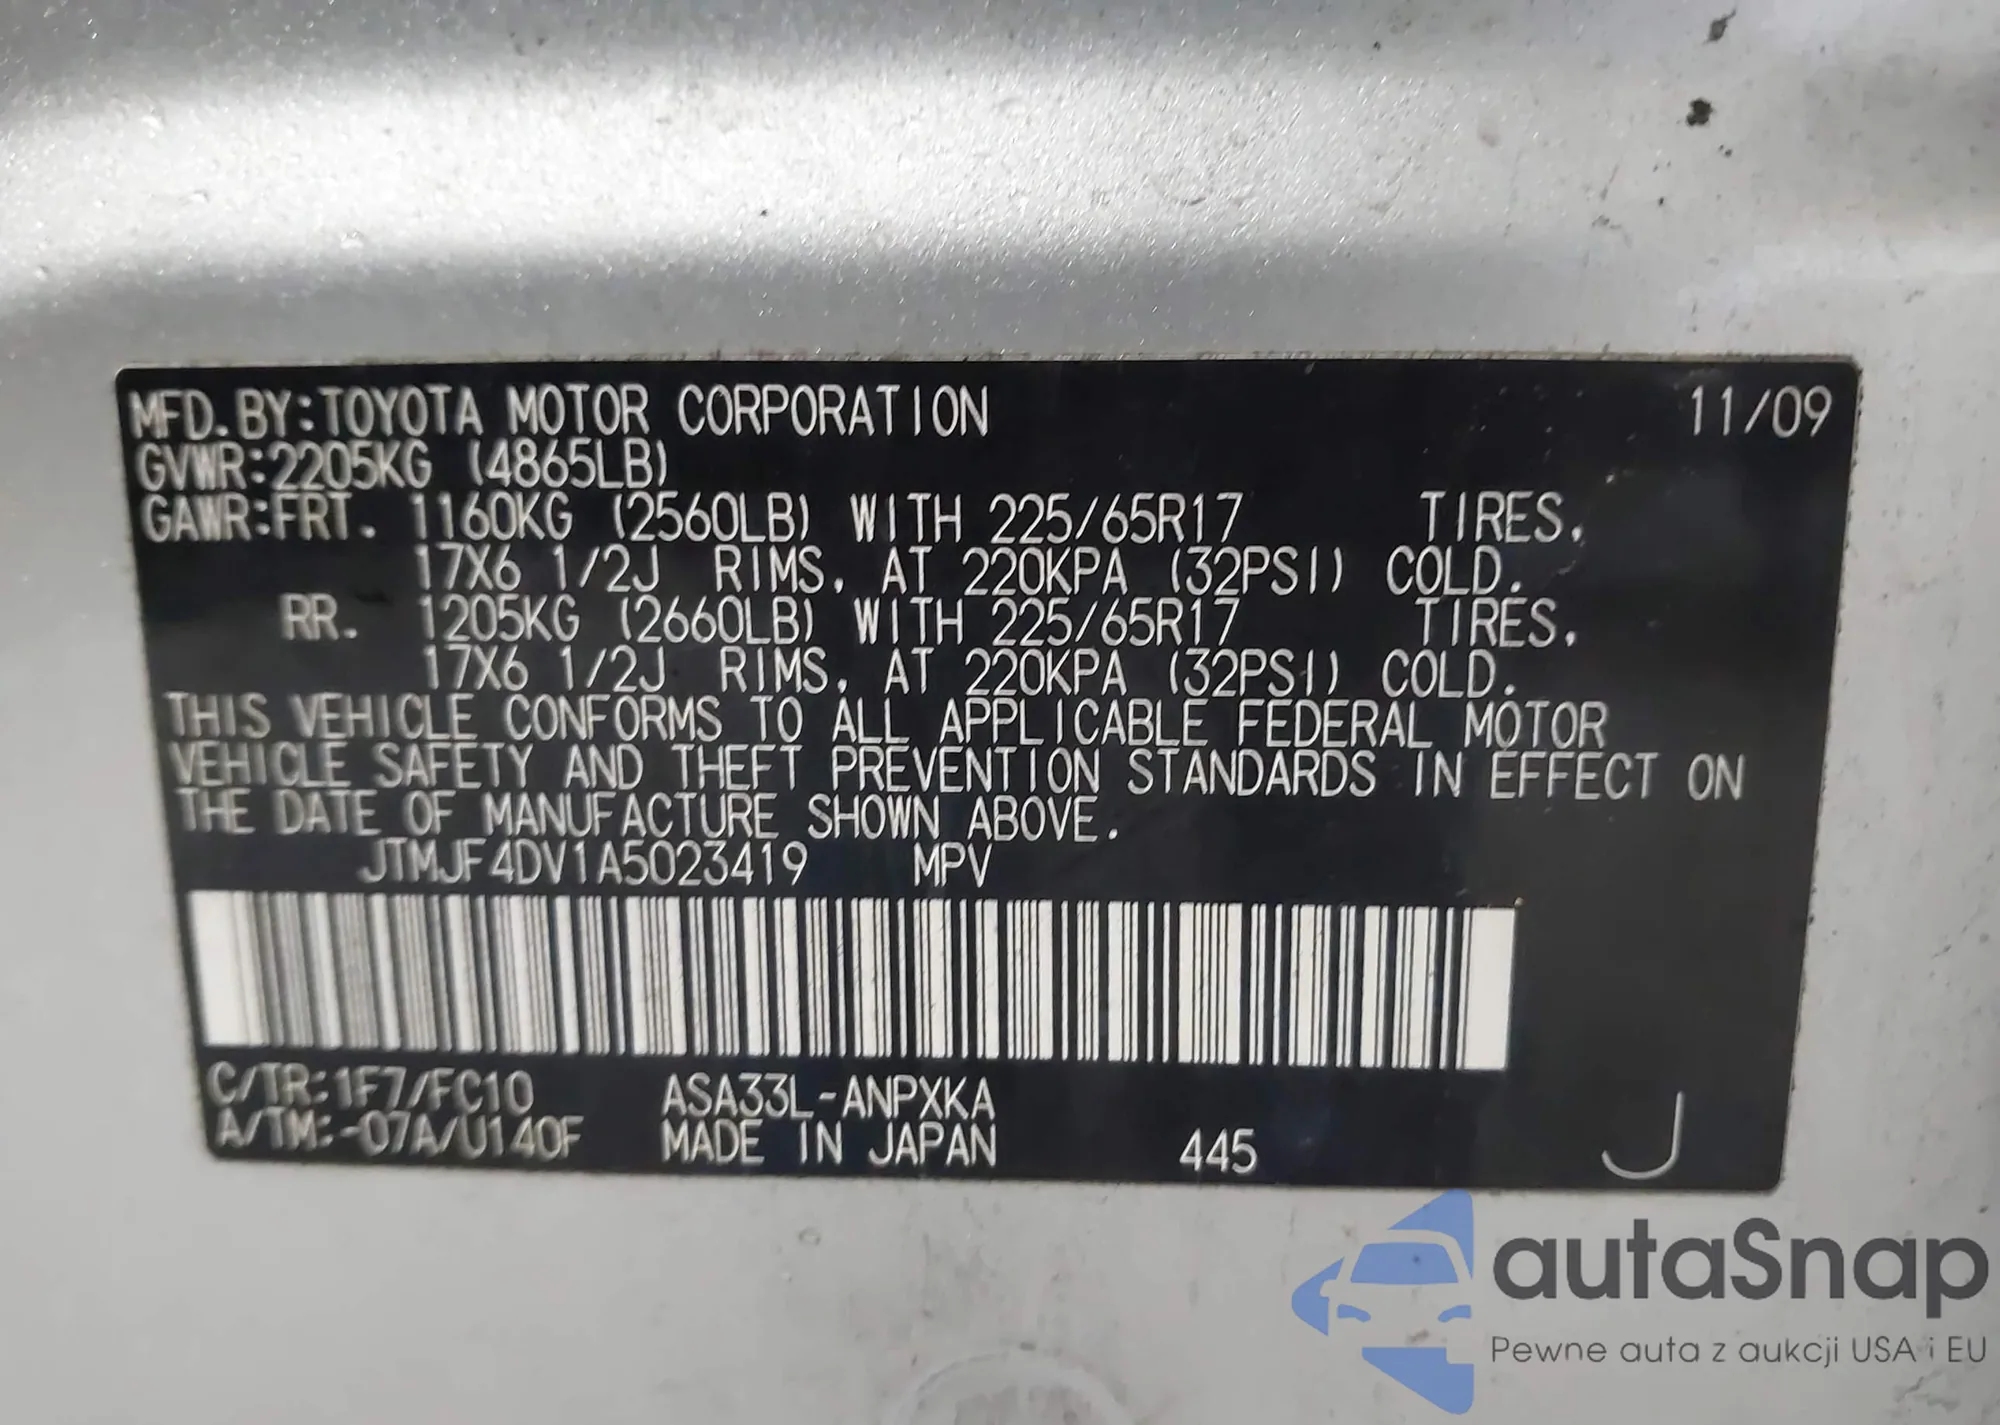 MFD.BY:TOYOTA MOTOR CORPORATION 11/09
GVWR:2205KG (4865LB)
GAWR:FRT. 1160KG (2560LB) WITH 225/65R17 TIRES,
17X6 1/2J RIMS, AT 220KPA (32PSI) COLD.
RR. 1205KG (2660LB) WITH 225/65R17 TIRES,
17X6 1/2J RIMS, AT 220KPA (32PSI) COLD.
THIS VEHICLE CONFORMS TO ALL APPLICABLE FEDERAL MOTOR
VEHICLE SAFETY AND THEFT PREVENTION STANDARDS IN EFFECT ON
THE DATE OF MANUFACTURE SHOWN ABOVE.
JTMJF4DV1A5023419 MPV
C/TR:1F7/FC10 ASA33L-ANPXKA
A/TM:-07A/U140F MADE IN JAPAN 445 J
autaSnap
Pewne auta z aukcji USA i EU